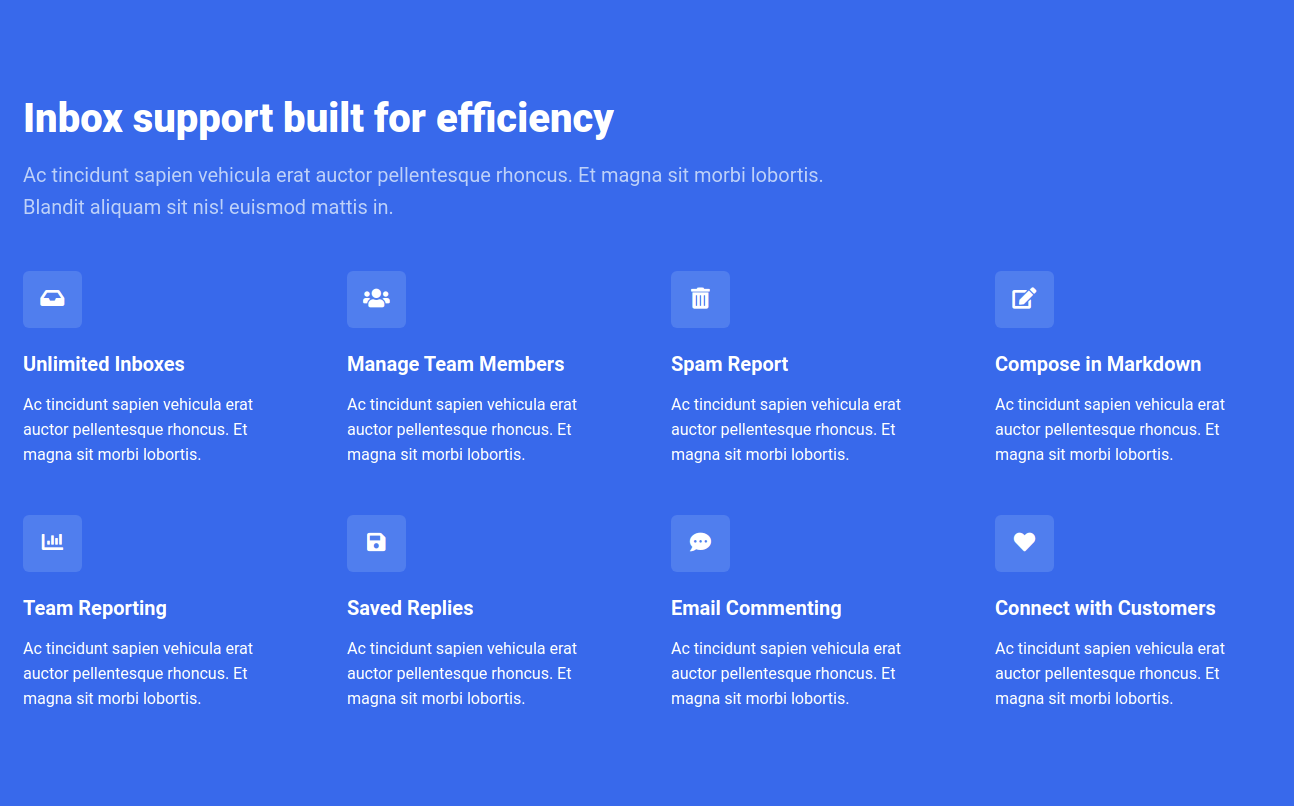 Inbox support built for efficiency
Ac tincidunt sapien vehicula erat auctor pellentesque rhoncus. Et magna sit morbi lobortis.
Blandit aliquam sit nis! euismod mattis in.
Unlimited Inboxes
Ac tincidunt sapien vehicula erat
auctor pellentesque rhoncus. Et
magna sit morbi lobortis.
Manage Team Members
Ac tincidunt sapien vehicula erat
auctor pellentesque rhoncus. Et
magna sit morbi lobortis.
Spam Report
Ac tincidunt sapien vehicula erat
auctor pellentesque rhoncus. Et
magna sit morbi lobortis.
Compose in Markdown
Ac tincidunt sapien vehicula erat
auctor pellentesque rhoncus. Et
magna sit morbi lobortis.
Team Reporting
Ac tincidunt sapien vehicula erat
auctor pellentesque rhoncus. Et
magna sit morbi lobortis.
Saved Replies
Ac tincidunt sapien vehicula erat
auctor pellentesque rhoncus. Et
magna sit morbi lobortis.
Email Commenting
Ac tincidunt sapien vehicula erat
auctor pellentesque rhoncus. Et
magna sit morbi lobortis.
Connect with Customers
Ac tincidunt sapien vehicula erat
auctor pellentesque rhoncus. Et
magna sit morbi lobortis.